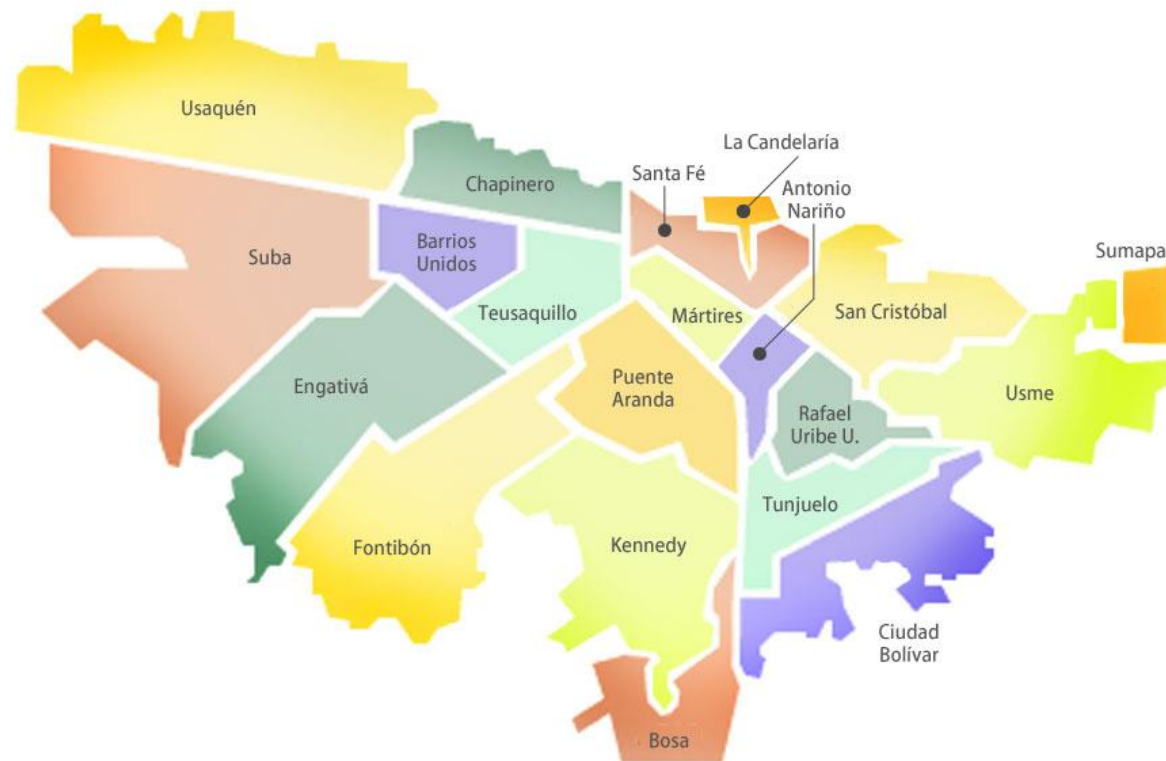 Usaquén
La Candelaría
Santa Fé
Antonio
Nariño
Chapinero
Barrios
Unidos
Suba
Sumapa
Teusaquillo
Mártires
San Cristóbal
Engativá
Puente
Aranda
Usme
Rafael
Uribe U.
Tunjuelo
Fontibón
Kennedy
Ciudad
Bolívar
Bosa